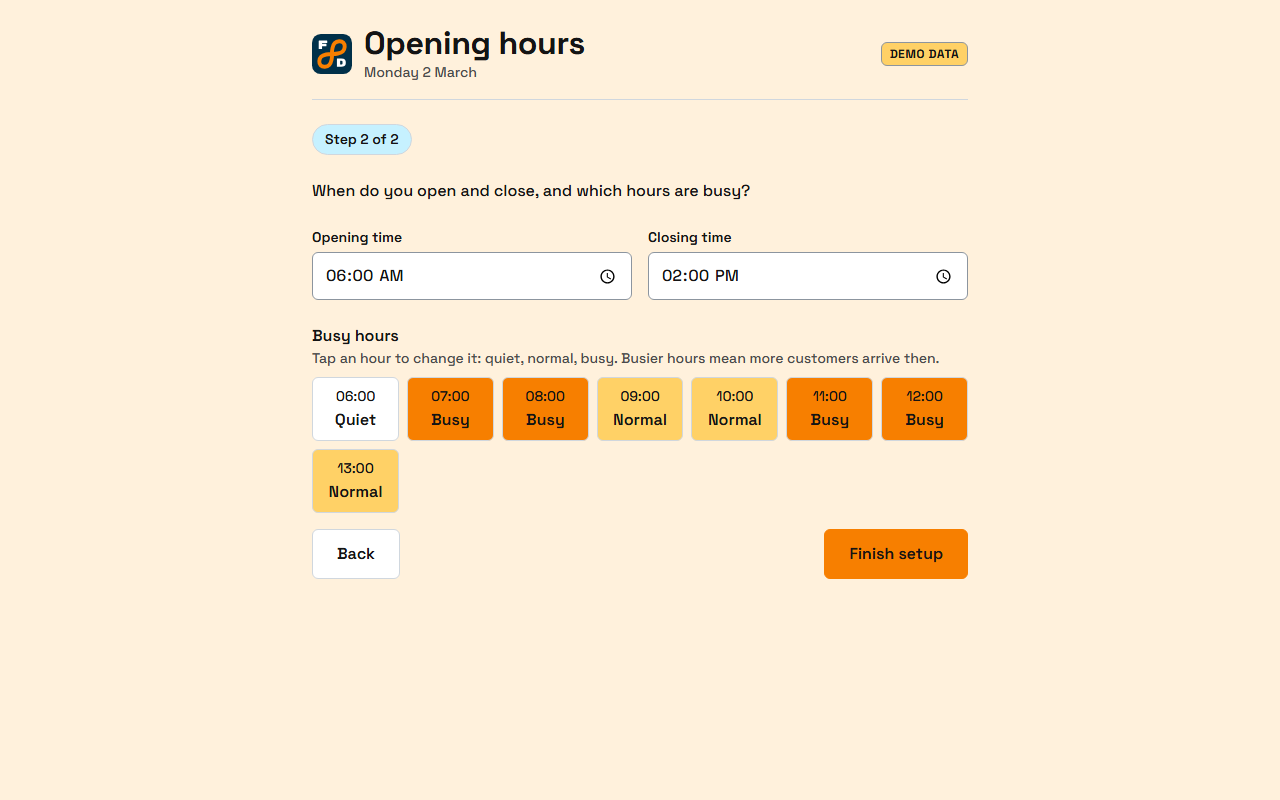 F D
Opening hours
Monday 2 March
DEMO DATA
Step 2 of 2
When do you open and close, and which hours are busy?
Opening time
Closing time
06:00 AM
02:00 PM
Busy hours
Tap an hour to change it: quiet, normal, busy. Busier hours mean more customers arrive then.
06:00 07:00 08:00 09:00 10:00 11:00 12:00
Quiet Busy Busy Normal Normal Busy Busy
13:00
Normal
Back
Finish setup